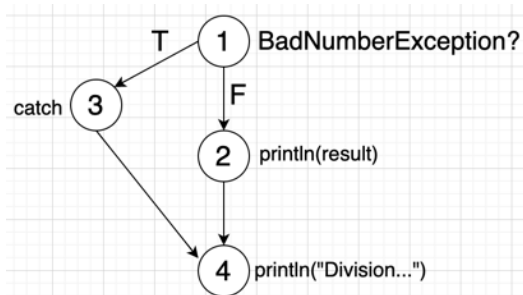 T
1 BadNumberException?
catch 3
F
2 println(result)
4 println("Division...")